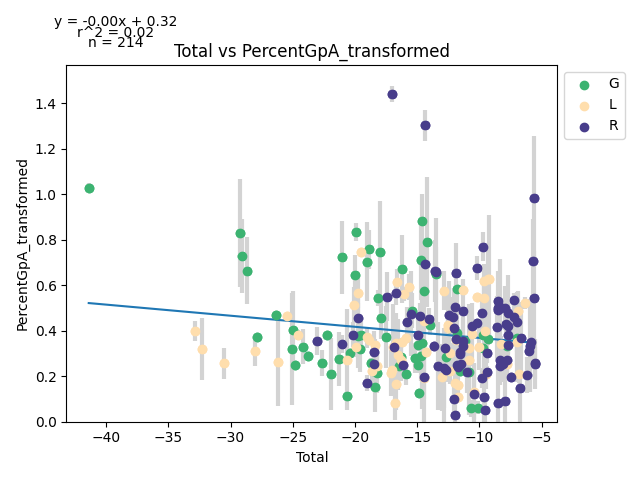 y = -0.00x + 0.32
r^2 = 0.02
n = 214
Total vs PercentGpA_transformed
G
L
R
PercentGpA_transformed
1.4
1.2
1.0
0.8
0.6
0.4
0.2
0.0
−40 −35 −30 −25 −20 −15 −10 −5
Total